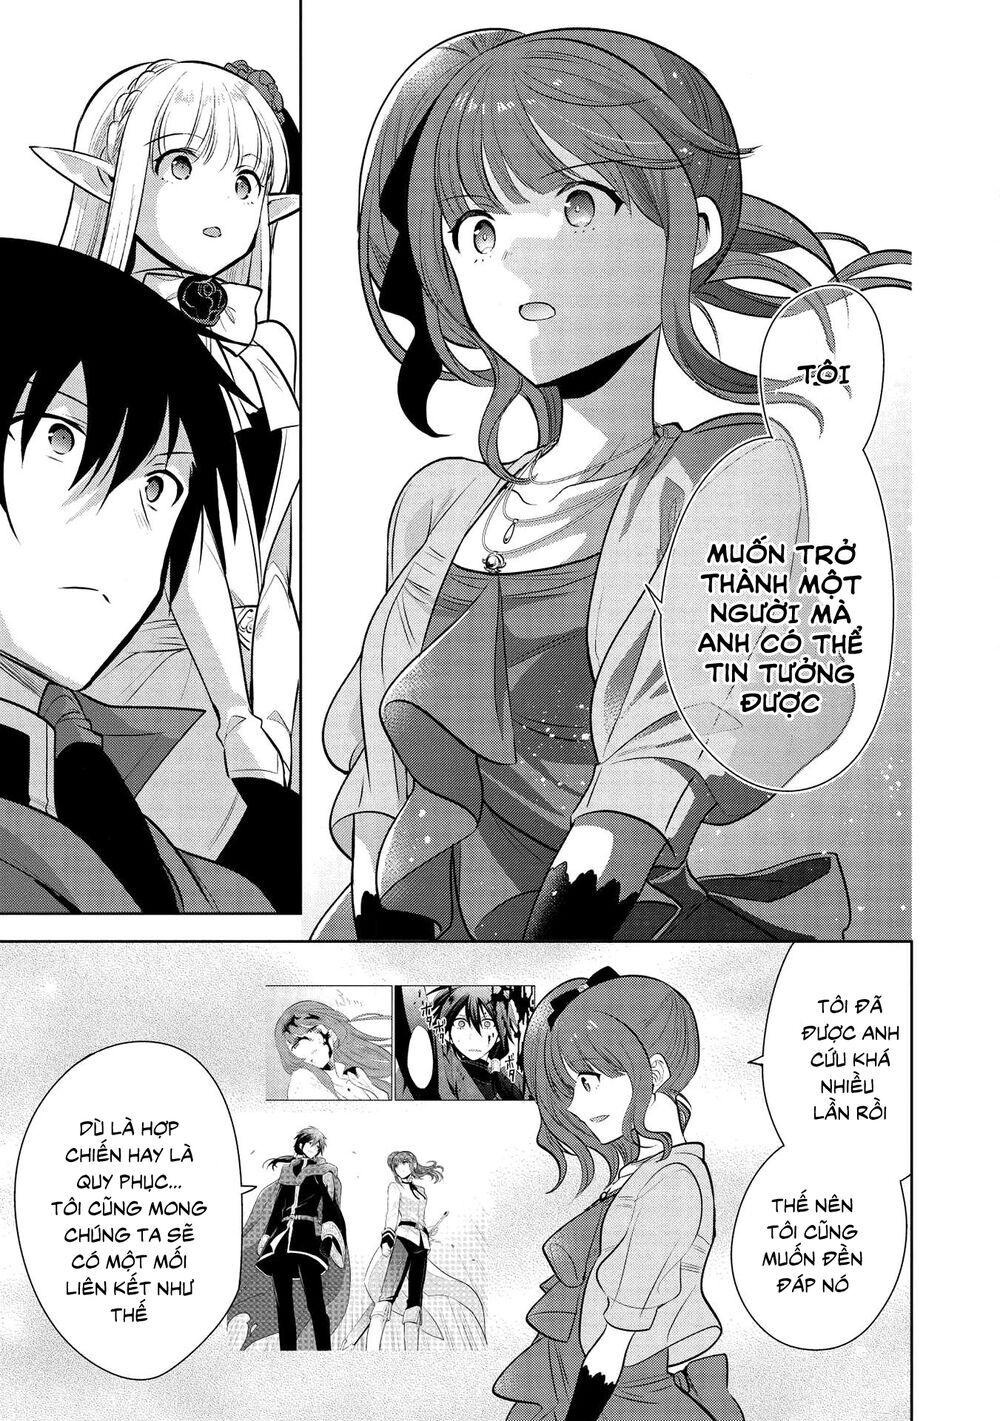 TÔI
MUỐN TRỞ
THÀNH MỘT
NGƯỜI MÀ
ANH CÓ THỂ
TIN TƯỞNG
ĐƯỢC
TÔI ĐÃ
ĐƯỢC ANH
CỨU KHÁ
NHIỀU
LẦN RỒI
THẾ NÊN
TÔI CŨNG
MUỐN ĐỀN
ĐÁP NÓ
DÙ LÀ HỢP
CHIẾN HAY LÀ
QUY PHỤC...
TÔI CŨNG MONG
CHÚNG TA SẼ
CÓ MỘT MỐI
LIÊN KẾT NHƯ
THẾ